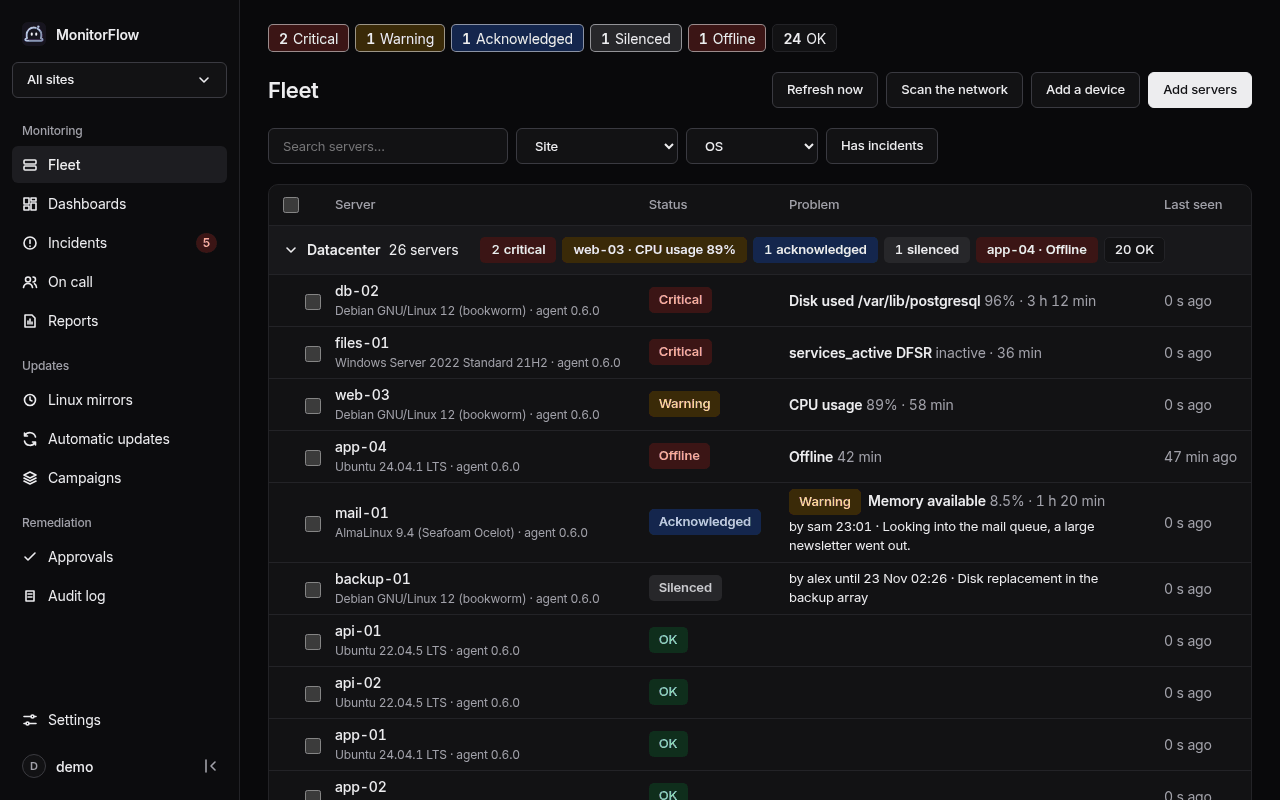 MonitorFlow
All sites
Monitoring
Fleet
Dashboards
Incidents 5
On call
Reports
Updates
Linux mirrors
Automatic updates
Campaigns
Remediation
Approvals
Audit log
Settings
D demo
2 Critical 1 Warning 1 Acknowledged 1 Silenced 1 Offline 24 OK
Fleet
Refresh now Scan the network Add a device Add servers
Search servers... Site OS Has incidents
Server Status Problem Last seen
Datacenter 26 servers 2 critical web-03 · CPU usage 89% 1 acknowledged 1 silenced app-04 · Offline 20 OK
db-02
Debian GNU/Linux 12 (bookworm) · agent 0.6.0
Critical
Disk used /var/lib/postgresql 96% · 3 h 12 min
0 s ago
files-01
Windows Server 2022 Standard 21H2 · agent 0.6.0
Critical
services_active DFSR inactive · 36 min
0 s ago
web-03
Debian GNU/Linux 12 (bookworm) · agent 0.6.0
Warning
CPU usage 89% · 58 min
0 s ago
app-04
Ubuntu 24.04.1 LTS · agent 0.6.0
Offline
Offline 42 min
47 min ago
mail-01
AlmaLinux 9.4 (Seafoam Ocelot) · agent 0.6.0
Acknowledged
Warning Memory available 8.5% · 1 h 20 min
by sam 23:01 · Looking into the mail queue, a large
newsletter went out.
0 s ago
backup-01
Debian GNU/Linux 12 (bookworm) · agent 0.6.0
Silenced
by alex until 23 Nov 02:26 · Disk replacement in the
backup array
0 s ago
api-01
Ubuntu 22.04.5 LTS · agent 0.6.0
OK
0 s ago
api-02
Ubuntu 22.04.5 LTS · agent 0.6.0
OK
0 s ago
app-01
Ubuntu 24.04.1 LTS · agent 0.6.0
OK
0 s ago
app-02
OK
0 s ago